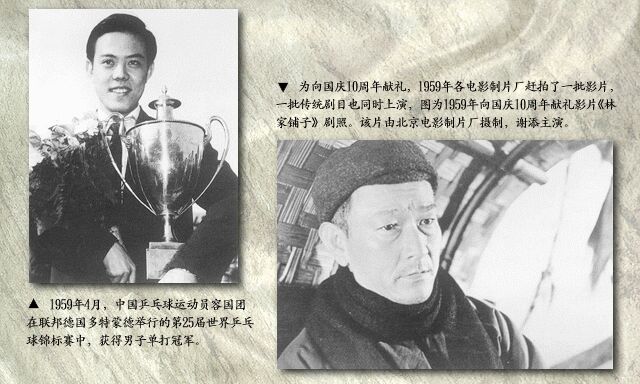 ▼ 为向国庆10周年献礼，1959年各电影制片厂赶拍了一批影片，
一批传统剧目也同时上演，图为1959年向国庆10周年献礼影片《林
家铺子》剧照。该片由北京电影制片厂摄制，谢添主演。
▲ 1959年4月，中国乒乓球运动员容国团
在联邦德国多特蒙德举行的第25届世界乒乓
球锦标赛中，获得男子单打冠军。